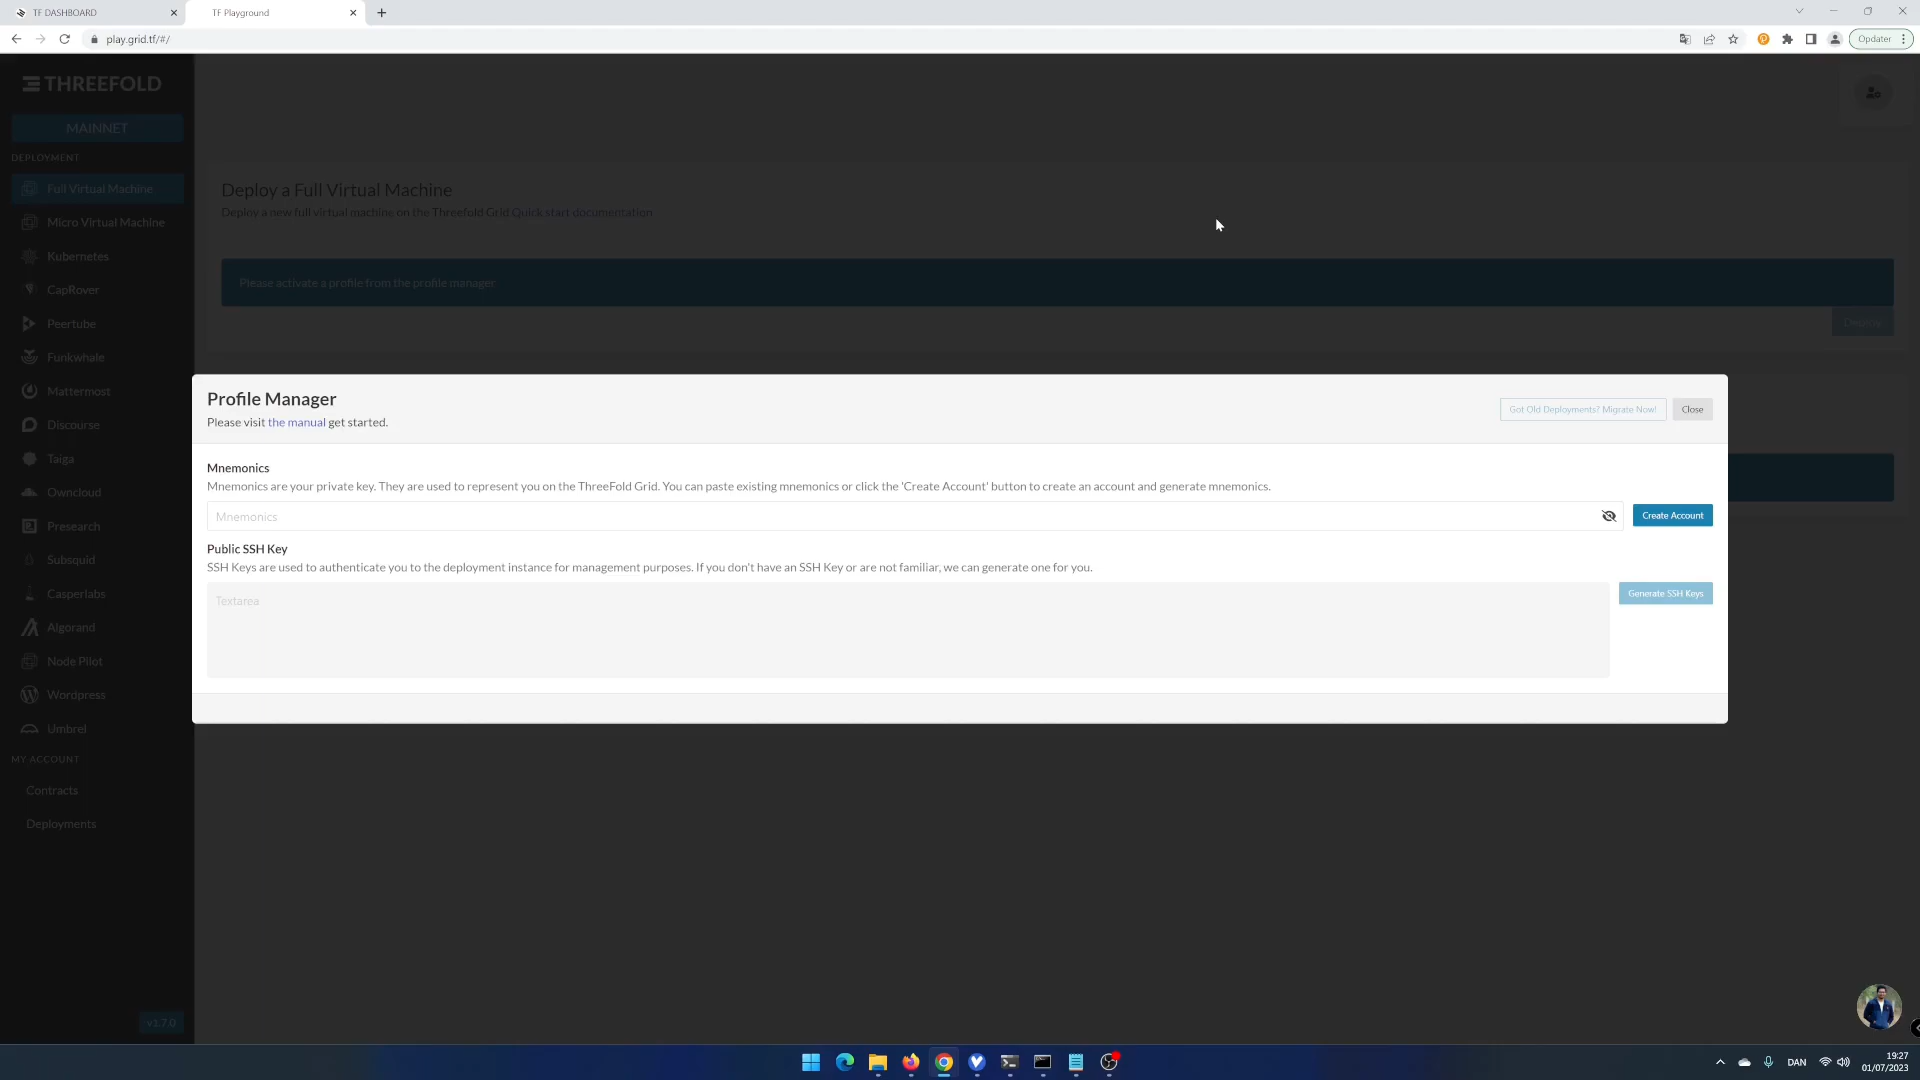 TF DASHBOARD
TF Playground
play.grid.tf/#/
Opdater
THREEFOLD
MAINNET
DEPLOYMENT
Full Virtual Machine
Micro Virtual Machine
Kubernetes
CapRover
Peertube
Funkwhale
Mattermost
Discourse
Taiga
Owncloud
Presearch
Subsquid
Casperlabs
Algorand
Node Pilot
Wordpress
Umbrel
MY ACCOUNT
Contracts
Deployments
v1.7.0
Deploy a Full Virtual Machine
Deploy a new full virtual machine on the Threefold Grid Quick start documentation
Please activate a profile from the profile manager
Deploy
Profile Manager
Please visit the manual get started.
Got Old Deployments? Migrate Now!
Close
Mnemonics
Mnemonics are your private key. They are used to represent you on the ThreeFold Grid. You can paste existing mnemonics or click the 'Create Account' button to create an account and generate mnemonics.
Mnemonics
Create Account
Public SSH Key
SSH Keys are used to authenticate you to the deployment instance for management purposes. If you don't have an SSH Key or are not familiar, we can generate one for you.
Textarea
Generate SSH Keys
DAN
19:27
01/07/2023